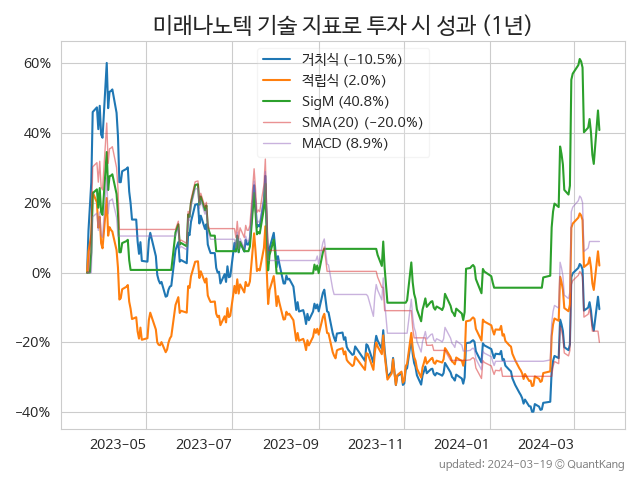 미래나노텍 기술 지표로 투자 시 성과 (1년)
거치식 (−10.5%)
적립식 (2.0%)
SigM (40.8%)
SMA(20) (−20.0%)
MACD (8.9%)
60%
40%
20%
0%
−20%
−40%
2023−05
2023−07
2023−09
2023−11
2024−01
2024−03
updated: 2024−03−19 © QuantKang